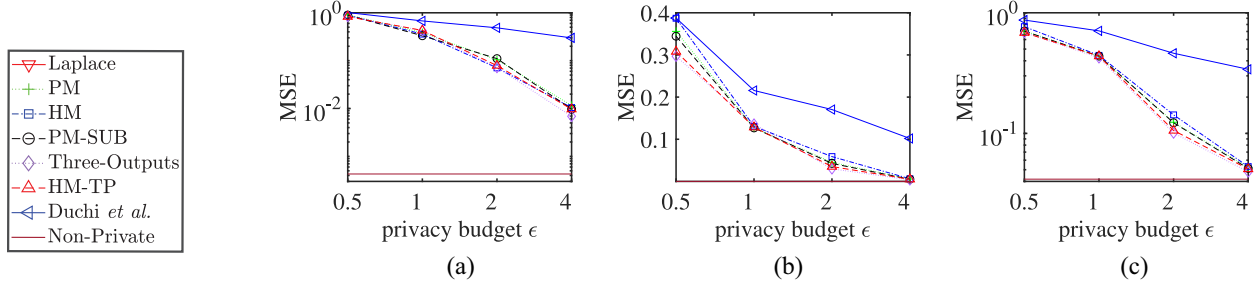 Laplace
PM
HM
PM-SUB
Three-Outputs
HM-TP
Duchi et al.
Non-Private
10^0
10^-2
MSE
0.5 1 2 4
privacy budget ϵ
(a)
0.4
0.3
0.2
0.1
MSE
0.5 1 2 4
privacy budget ϵ
(b)
10^0
10^-1
MSE
0.5 1 2 4
privacy budget ϵ
(c)